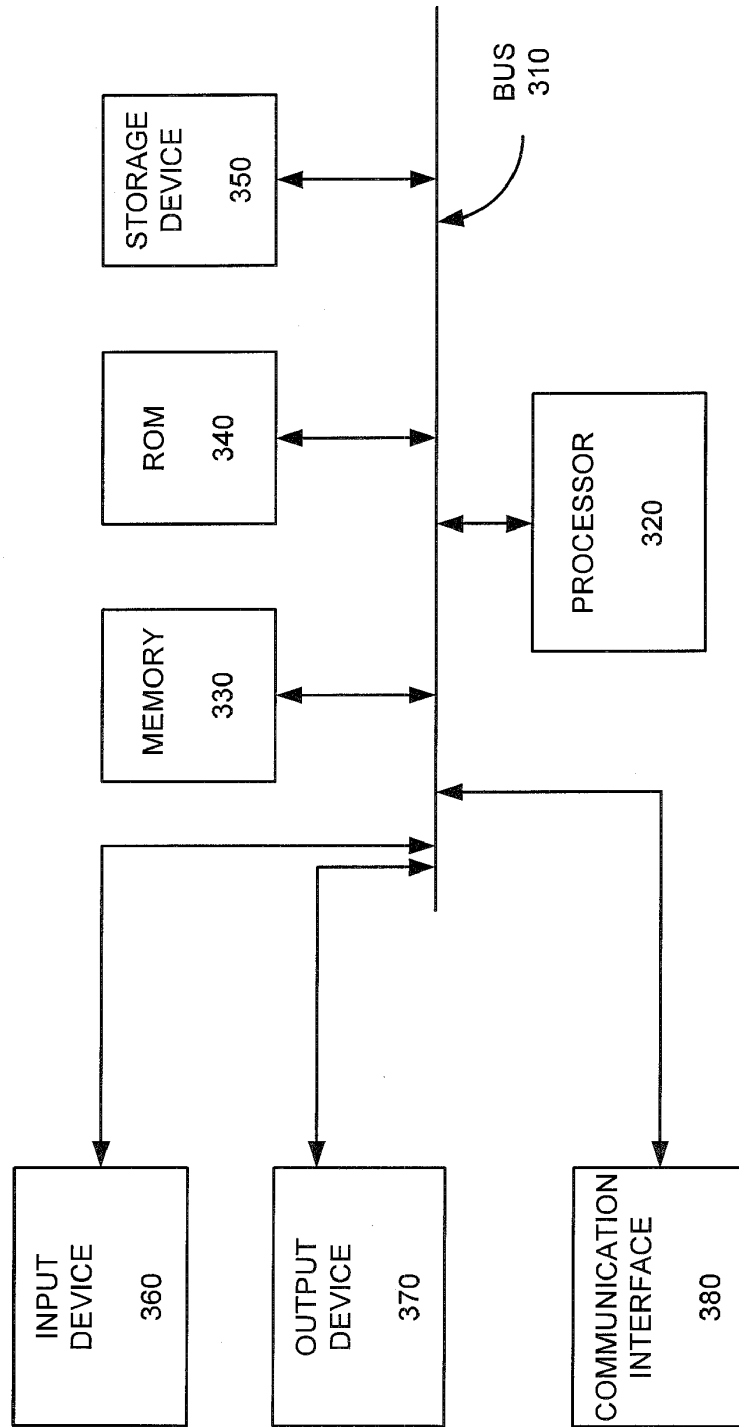 INPUT
DEVICE
360
OUTPUT
DEVICE
370
COMMUNICATION
INTERFACE
380
MEMORY
330
ROM
340
STORAGE
DEVICE
350
BUS
310
PROCESSOR
320